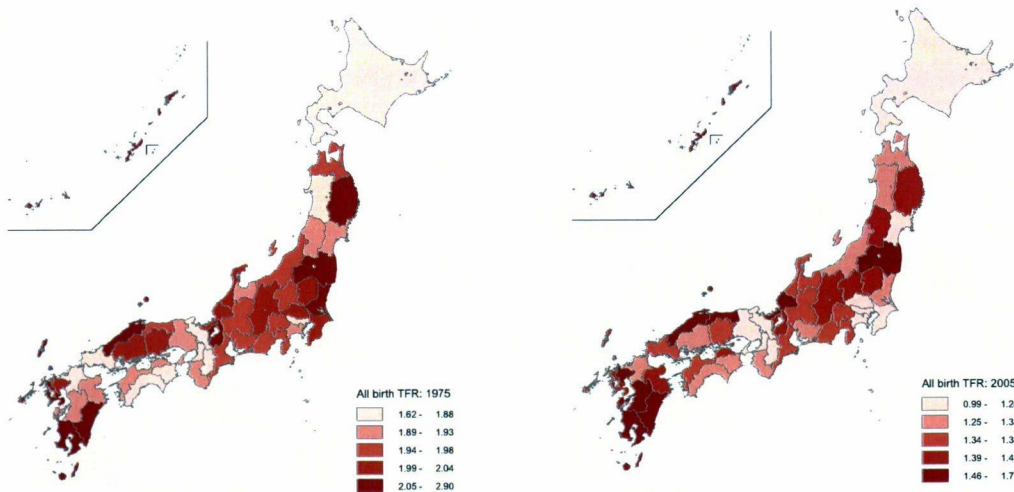 All birth TFR: 1975
1.62 - 1.88
1.89 - 1.93
1.94 - 1.98
1.99 - 2.04
2.05 - 2.90
All birth TFR: 2005
0.99 - 1.2
1.25 - 1.3
1.34 - 1.3
1.39 - 1.4
1.46 - 1.7